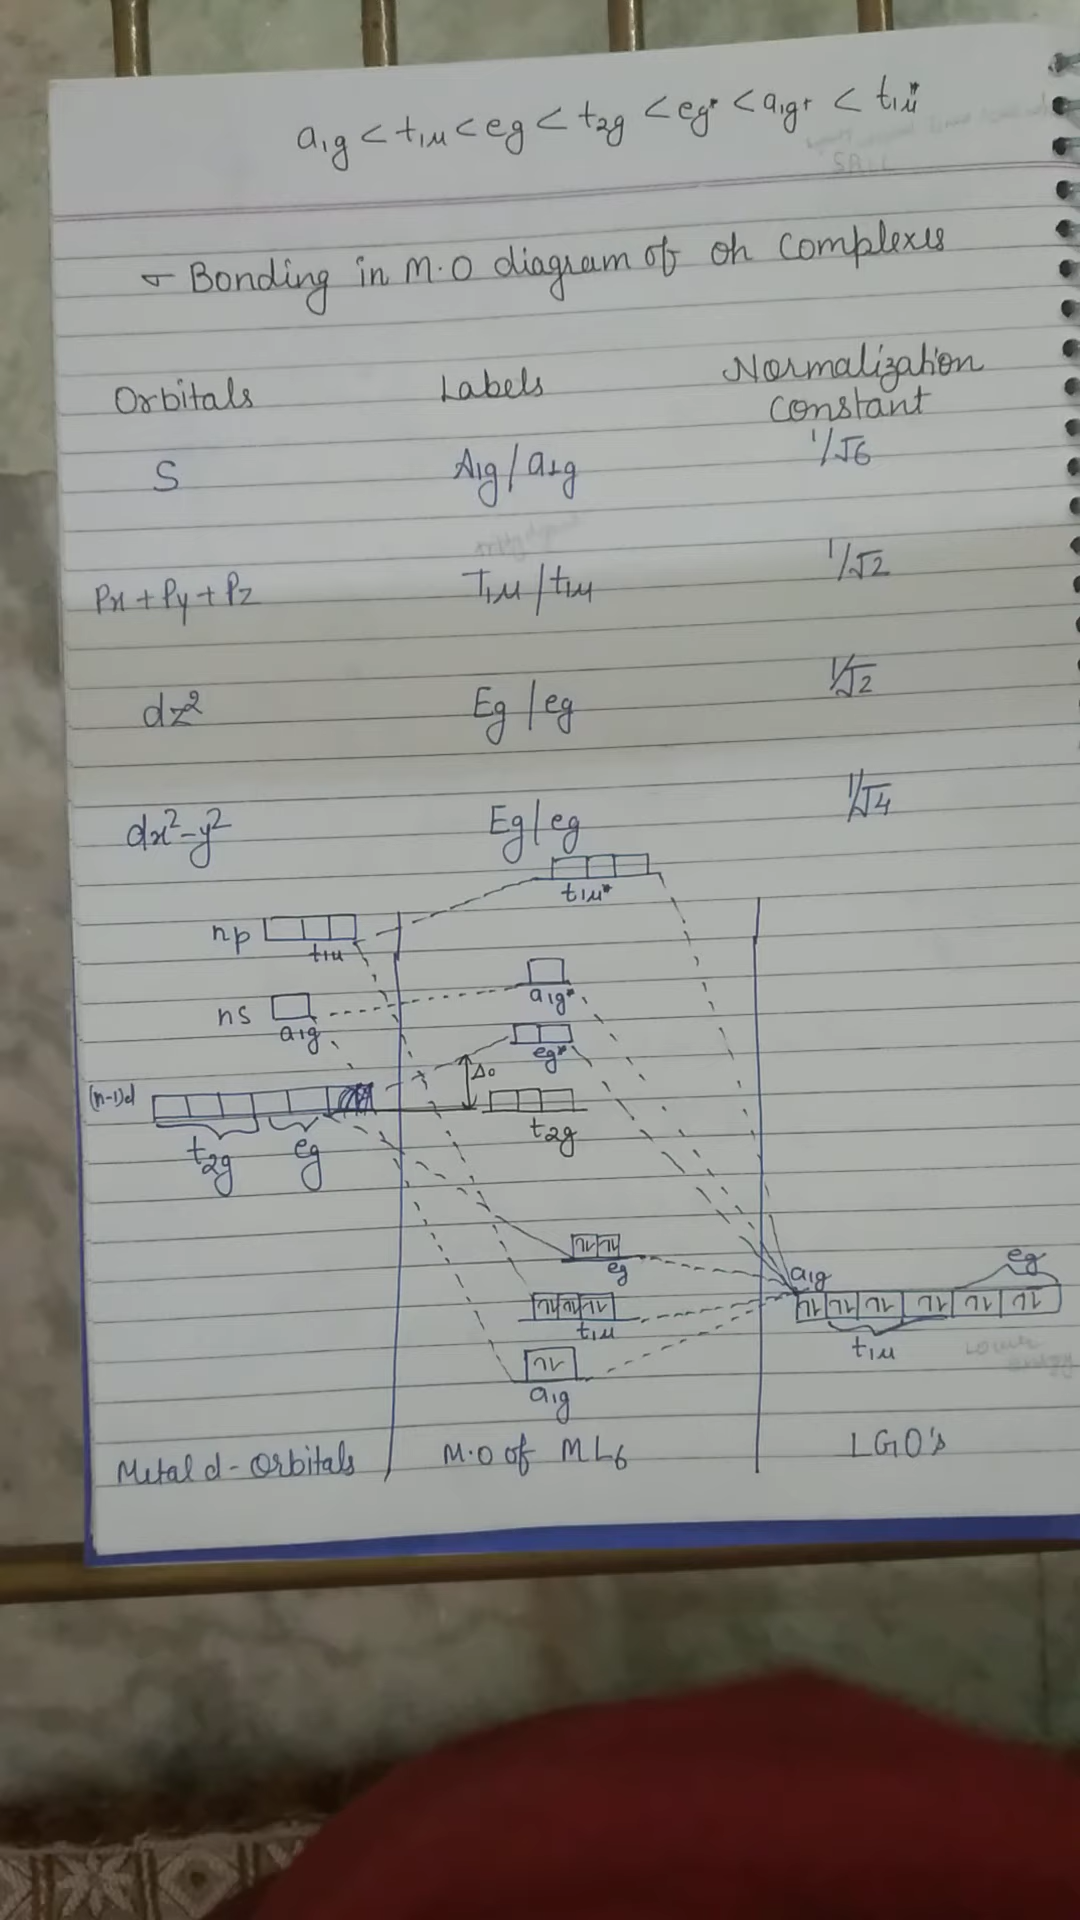 a1g < t1u < eg < t2g < eg* < a1g* < t1u*
σ Bonding in M.O diagram of oh complexes
Orbitals Labels Normalization constant
S A1g/a1g 1/√6
Px + Py + Pz T1u/t1u 1/√2
dz² Eg/eg 1/√2
dx²-y² Eg/eg 1/√4
t1u*
np
t1u
ns
a1g
a1g*
eg*
Δo
(n-1)d
t2g eg
t2g
eg
t1u
a1g
a1g eg
t1u
Metal d-Orbitals M.O of ML6 LGO's